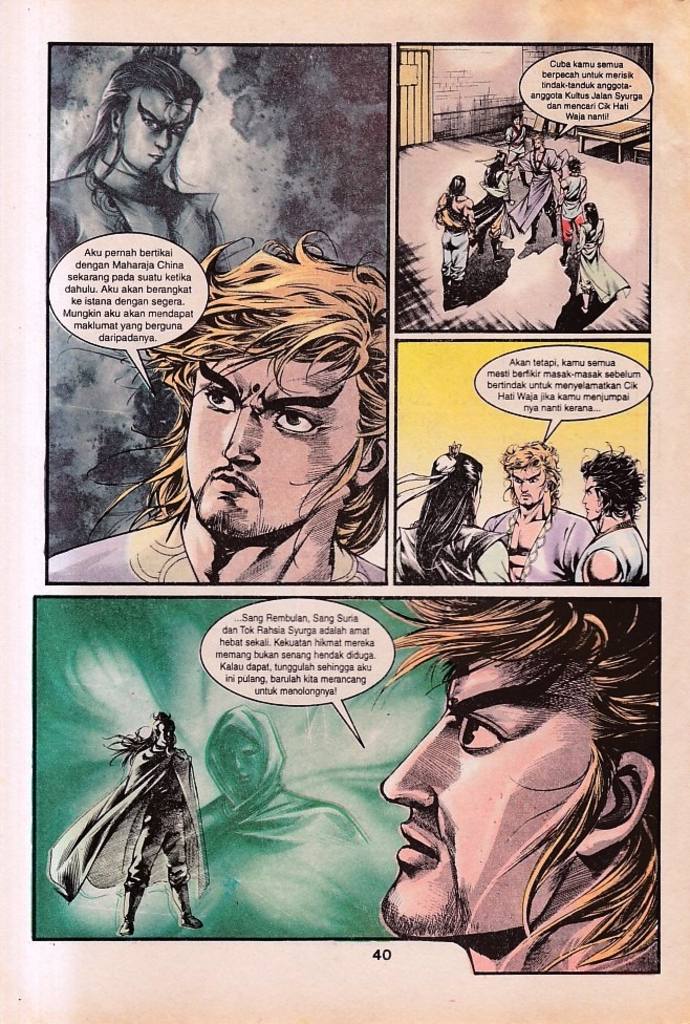 Aku pernah bertikai
dengan Maharaja China
sekarang pada suatu ketika
dahulu. Aku akan berangkat
ke istana dengan segera.
Mungkin aku akan mendapat
maklumat yang berguna
daripadanya.
Cuba kamu semua
berpecah untuk merisik
tindak-tanduk anggota-
anggota Kultus Jalan Syurga
dan mencari Cik Hati
Waja nanti!
Akan tetapi, kamu semua
mesti berfikir masak-masak sebelum
bertindak untuk menyelamatkan Cik
Hati Waja jika kamu menjumpai
nya nanti kerana...
...Sang Rembulan, Sang Suria
dan Tok Rahsia Syurga adalah amat
hebat sekali. Kekuatan hikmat mereka
memang bukan senang hendak diduga.
Kalau dapat, tunggulah sehingga aku
ini pulang, barulah kita merancang
untuk menolongnya!
40